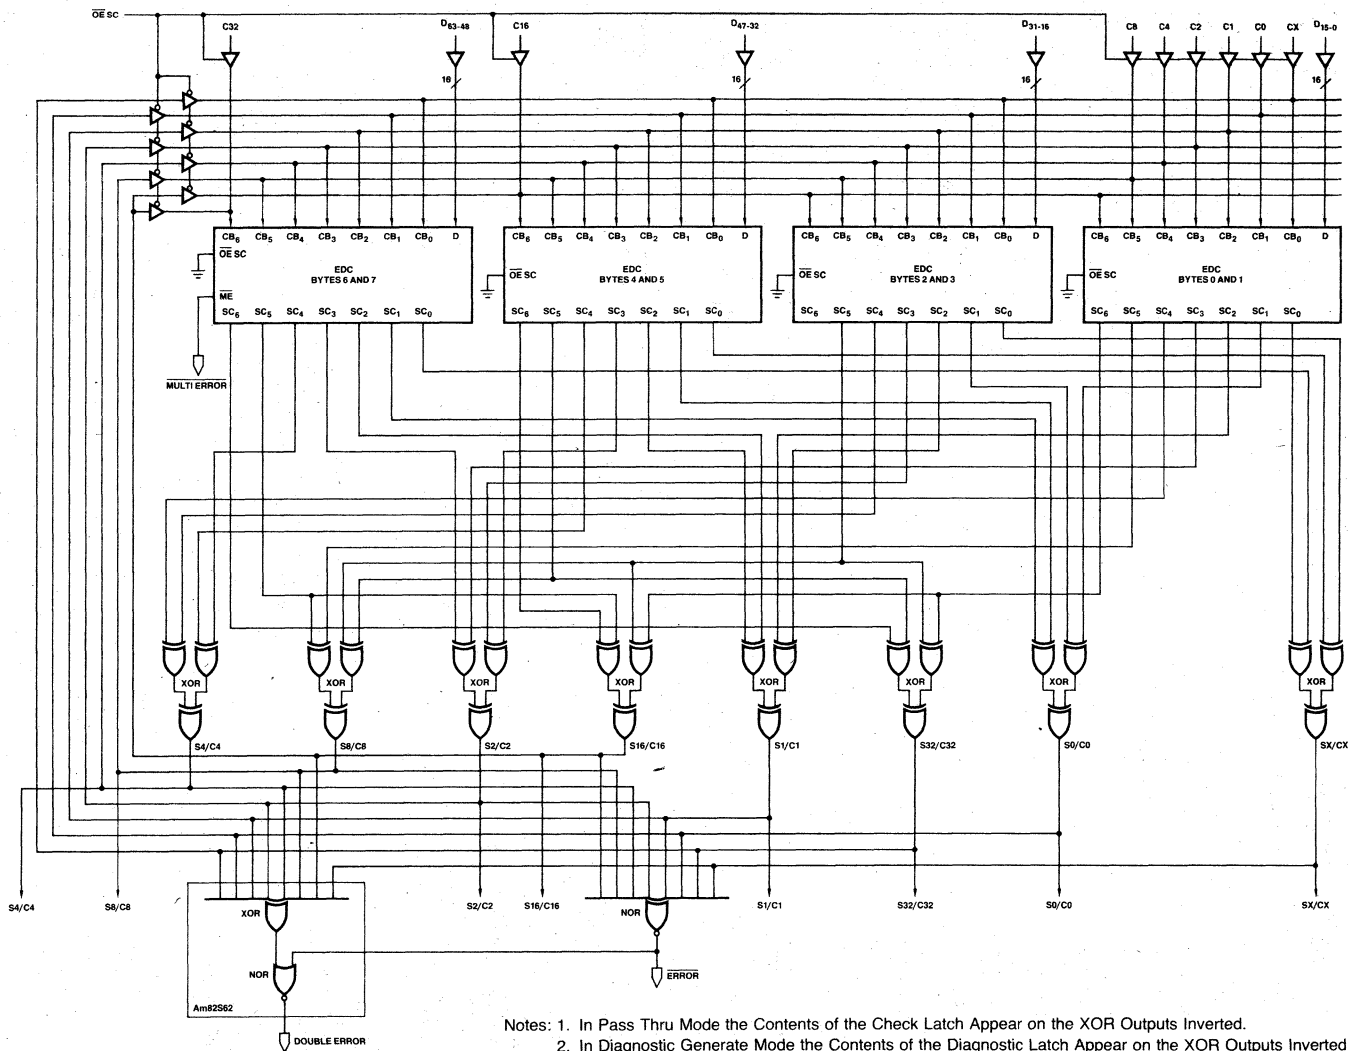 OE SC
C32
D63-48
C16
D47-32
D31-16
C8 C4 C2 C1 C0 CX D15-0
16 16 16 16
CB6 CB5 CB4 CB3 CB2 CB1 CB0 D
OE SC
EDC
BYTES 6 AND 7
ME
SC6 SC5 SC4 SC3 SC2 SC1 SC0
CB6 CB5 CB4 CB3 CB2 CB1 CB0 D
OE SC
EDC
BYTES 4 AND 5
SC6 SC5 SC4 SC3 SC2 SC1 SC0
CB6 CB5 CB4 CB3 CB2 CB1 CB0 D
OE SC
EDC
BYTES 2 AND 3
SC6 SC5 SC4 SC3 SC2 SC1 SC0
CB6 CB5 CB4 CB3 CB2 CB1 CB0 D
OE SC
EDC
BYTES 0 AND 1
SC6 SC5 SC4 SC3 SC2 SC1 SC0
MULTI ERROR
XOR XOR XOR XOR XOR XOR XOR XOR
S4/C4 S8/C8 S2/C2 S16/C16 S1/C1 S32/C32 S0/C0 SX/CX
S4/C4 S8/C8 S2/C2 S16/C16 S1/C1 S32/C32 S0/C0 SX/CX
XOR
NOR
NOR
ERROR
Am82S62
DOUBLE ERROR
Notes: 1. In Pass Thru Mode the Contents of the Check Latch Appear on the XOR Outputs Inverted.
2. In Diagnostic Generate Mode the Contents of the Diagnostic Latch Appear on the XOR Outputs Inverted